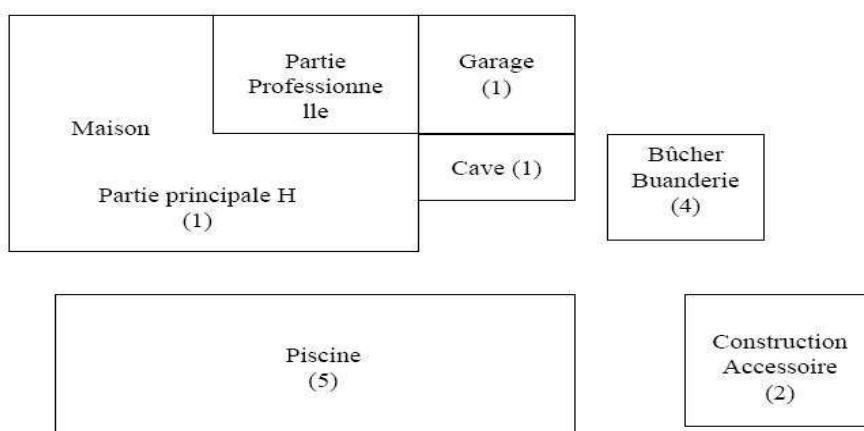 Partie
Professionne
lle
Garage
(1)
Maison
Cave (1)
Bûcher
Buanderie
(4)
Partie principale H
(1)
Piscine
(5)
Construction
Accessoire
(2)